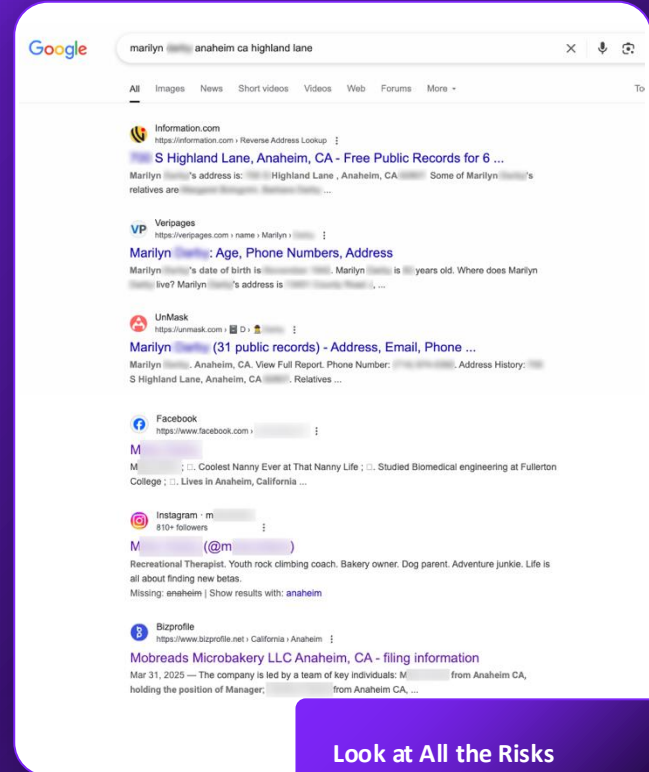 Google
marilyn anaheim ca highland lane
All Images News Short videos Videos Web Forums More
Information.com
https://information.com › Reverse Address Lookup
S Highland Lane, Anaheim, CA - Free Public Records for 6 ...
Marilyn 's address is: Highland Lane , Anaheim, CA Some of Marilyn 's
relatives are ...
VP Veripages
https://veripages.com › name › Marilyn ›
Marilyn : Age, Phone Numbers, Address
Marilyn 's date of birth is . Marilyn is years old. Where does Marilyn
live? Marilyn 's address is , ...
UnMask
https://unmask.com › D ›
Marilyn (31 public records) - Address, Email, Phone ...
Marilyn . Anaheim, CA. View Full Report. Phone Number: . Address History:
S Highland Lane, Anaheim, CA . Relatives ...
Facebook
https://www.facebook.com ›
M
M ; □. Coolest Nanny Ever at That Nanny Life ; □. Studied Biomedical engineering at Fullerton
College ; □. Lives in Anaheim, California ...
Instagram · m
810+ followers
M (@m )
Recreational Therapist. Youth rock climbing coach. Bakery owner. Dog parent. Adventure junkie. Life is
all about finding new betas.
Missing: anaheim | Show results with: anaheim
Bizprofile
https://www.bizprofile.net › California › Anaheim
Mobreads Microbakery LLC Anaheim, CA - filing information
Mar 31, 2025 — The company is led by a team of key individuals: M from Anaheim CA,
holding the position of Manager; from Anaheim CA, ...
Look at All the Risks